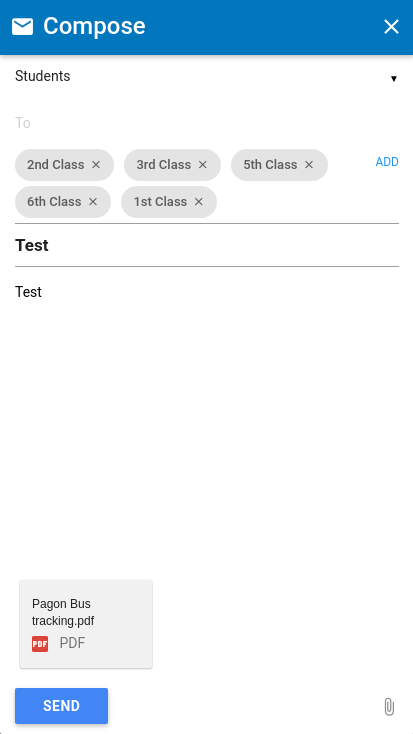 Compose
Students
To
2nd Class 3rd Class 5th Class ADD
6th Class 1st Class
Test
Test
Pagon Bus
tracking.pdf
PDF PDF
SEND